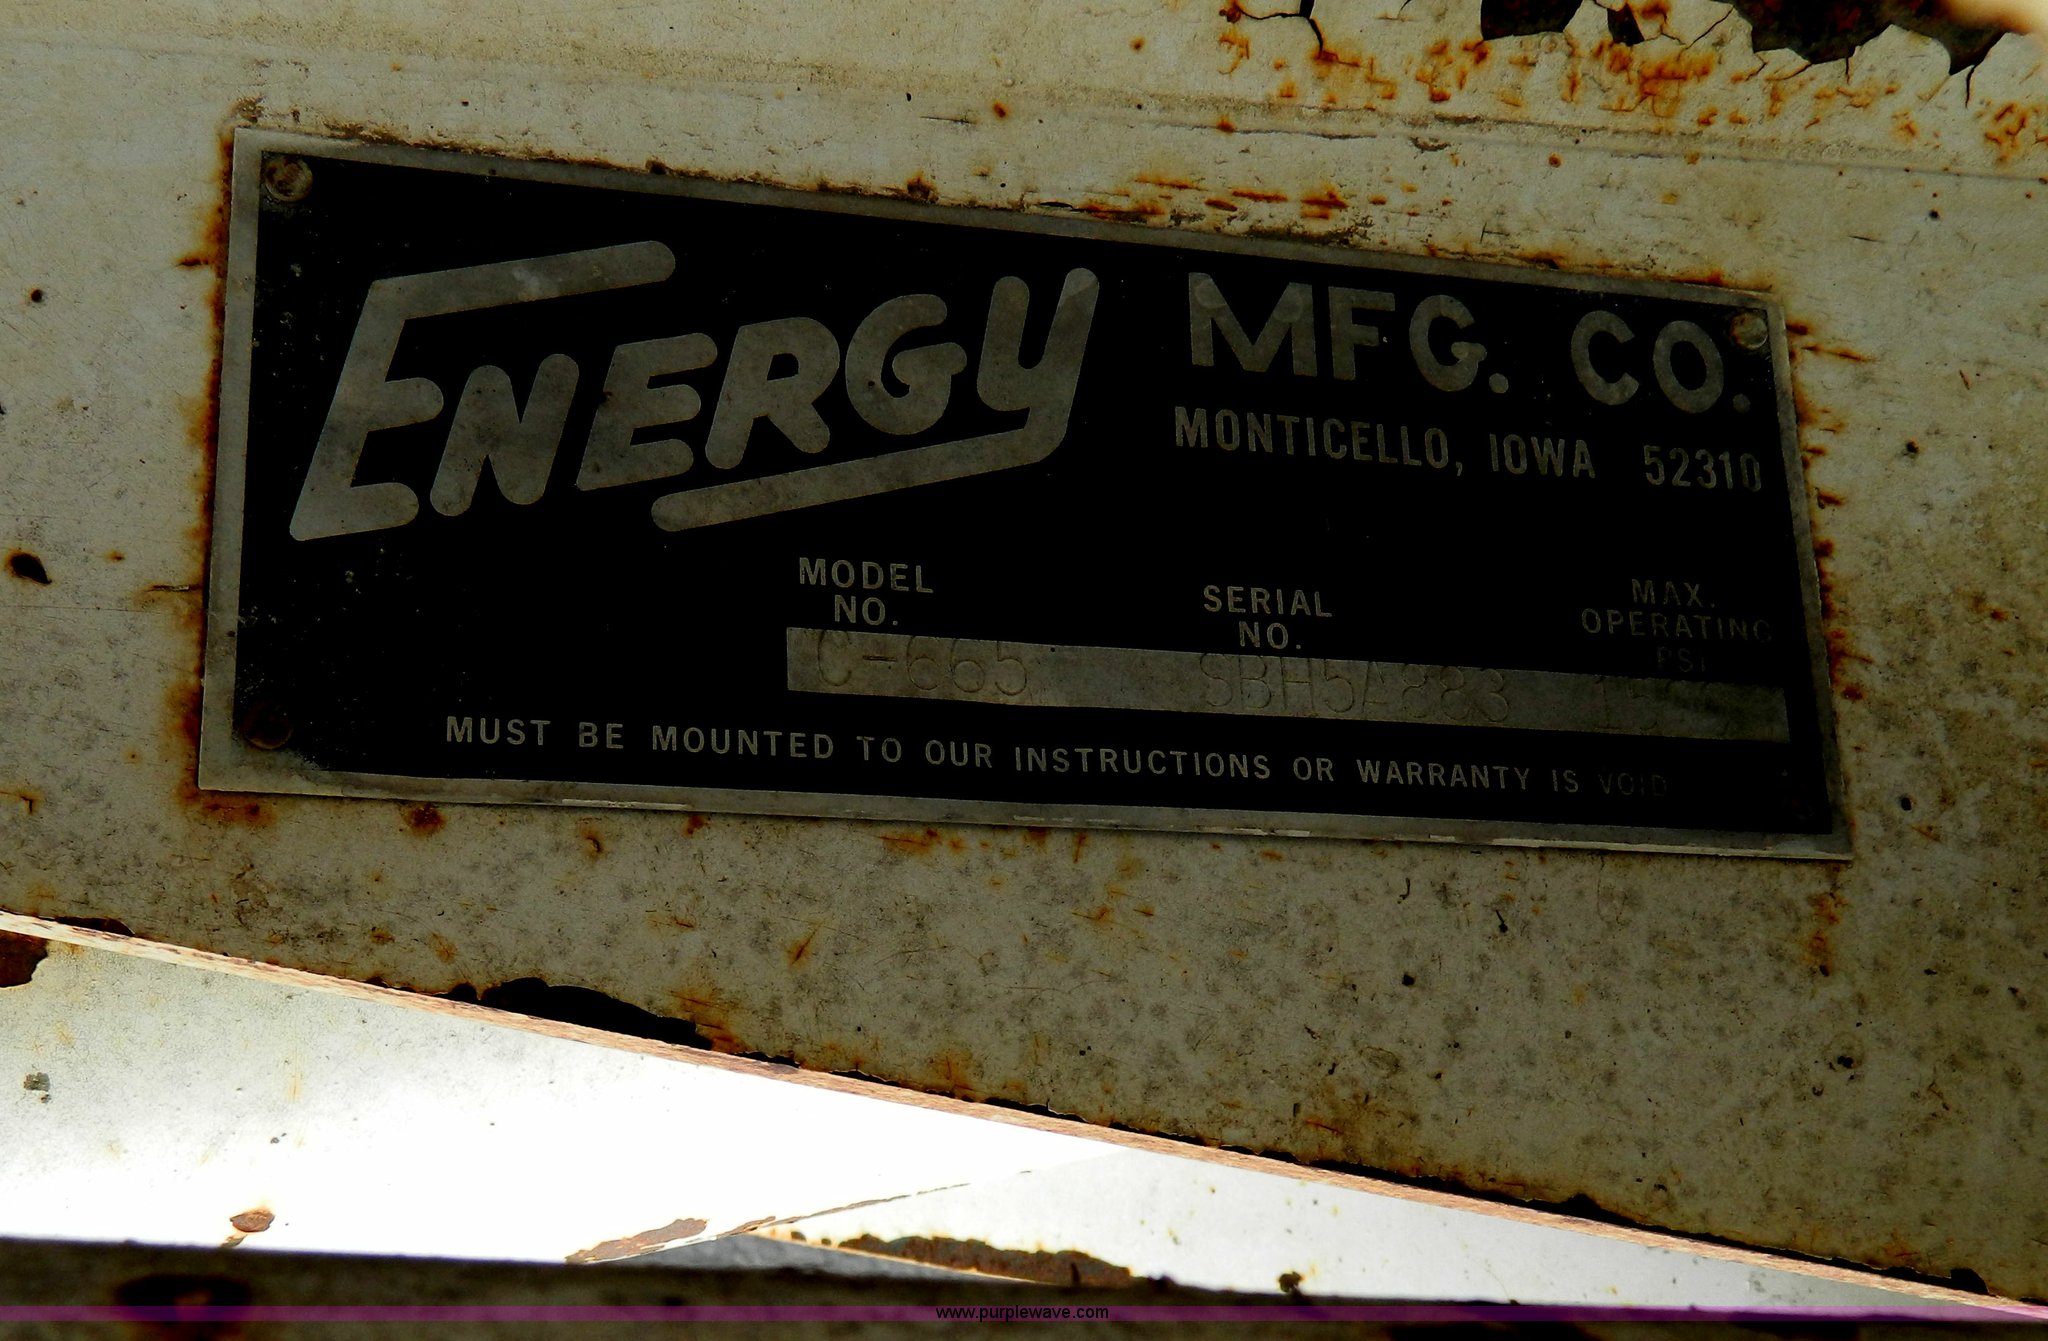 ENERGY MFG. CO.
MONTICELLO, IOWA 52310
MODEL NO.
SERIAL NO.
MAX. OPERATING PSI
C-665 SBH5A883
MUST BE MOUNTED TO OUR INSTRUCTIONS OR WARRANTY IS VOID
www.purplewave.com